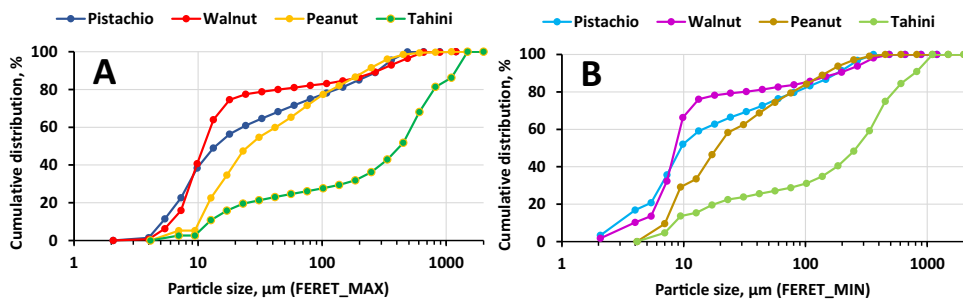 Pistachio Walnut Peanut Tahini
A
Cumulative distribution, %
100
80
60
40
20
0
1 10 100 1000
Particle size, µm (FERET_MAX)
Pistachio Walnut Peanut Tahini
B
Cumulative distribution, %
100
80
60
40
20
0
1 10 100 1000
Particle size, µm (FERET_MIN)